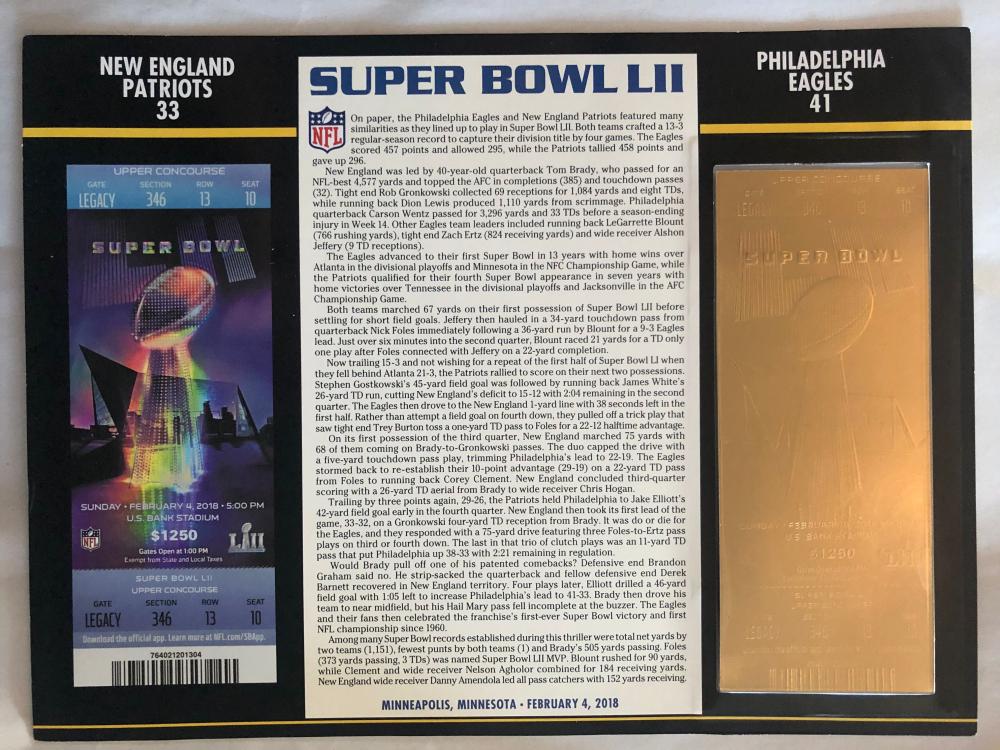 NEW ENGLAND
PATRIOTS
33
UPPER CONCOURSE
GATE SECTION ROW SEAT
LEGACY 346 13 10
SUPER BOWL
SUNDAY • FEBRUARY 4, 2018 • 5:00 PM
U.S. BANK STADIUM
$1250
NFL
Gates Open at 1:00 PM
LII
Exempt from State and Local Taxes
SUPER BOWL LII
UPPER CONCOURSE
GATE SECTION ROW SEAT
LEGACY 346 13 10
Download the official app. Learn more at NFL.com/SBApp.
764021201304
SUPER BOWL LII
NFL
On paper, the Philadelphia Eagles and New England Patriots featured many
similarities as they lined up to play in Super Bowl LII. Both teams crafted a 13-3
regular-season record to capture their division title by four games. The Eagles
scored 457 points and allowed 295, while the Patriots tallied 458 points and
gave up 296.
New England was led by 40-year-old quarterback Tom Brady, who passed for an
NFL-best 4,577 yards and topped the AFC in completions (385) and touchdown passes
(32). Tight end Rob Gronkowski collected 69 receptions for 1,084 yards and eight TDs,
while running back Dion Lewis produced 1,110 yards from scrimmage. Philadelphia
quarterback Carson Wentz passed for 3,296 yards and 33 TDs before a season-ending
injury in Week 14. Other Eagles team leaders included running back LeGarrette Blount
(766 rushing yards), tight end Zach Ertz (824 receiving yards) and wide receiver Alshon
Jeffery (9 TD receptions).
The Eagles advanced to their first Super Bowl in 13 years with home wins over
Atlanta in the divisional playoffs and Minnesota in the NFC Championship Game, while
the Patriots qualified for their fourth Super Bowl appearance in seven years with
home victories over Tennessee in the divisional playoffs and Jacksonville in the AFC
Championship Game.
Both teams marched 67 yards on their first possession of Super Bowl LII before
settling for short field goals. Jeffery then hauled in a 34-yard touchdown pass from
quarterback Nick Foles immediately following a 36-yard run by Blount for a 9-3 Eagles
lead. Just over six minutes into the second quarter, Blount raced 21 yards for a TD only
one play after Foles connected with Jeffery on a 22-yard completion.
Now trailing 15-3 and not wishing for a repeat of the first half of Super Bowl LI when
they fell behind Atlanta 21-3, the Patriots rallied to score on their next two possessions.
Stephen Gostkowski's 45-yard field goal was followed by running back James White's
26-yard TD run, cutting New England's deficit to 15-12 with 2:04 remaining in the second
quarter. The Eagles then drove to the New England 1-yard line with 38 seconds left in the
first half. Rather than attempt a field goal on fourth down, they pulled off a trick play that
saw tight end Trey Burton toss a one-yard TD pass to Foles for a 22-12 halftime advantage.
On its first possession of the third quarter, New England marched 75 yards with
68 of them coming on Brady-to-Gronkowski passes. The duo capped the drive with
a five-yard touchdown pass play, trimming Philadelphia's lead to 22-19. The Eagles
stormed back to re-establish their 10-point advantage (29-19) on a 22-yard TD pass
from Foles to running back Corey Clement. New England concluded third-quarter
scoring with a 26-yard TD aerial from Brady to wide receiver Chris Hogan.
Trailing by three points again, 29-26, the Patriots held Philadelphia to Jake Elliott's
42-yard field goal early in the fourth quarter. New England then took its first lead of the
game, 33-32, on a Gronkowski four-yard TD reception from Brady. It was do or die for
the Eagles, and they responded with a 75-yard drive featuring three Foles-to-Ertz pass
plays on third or fourth down. The last in that trio of clutch plays was an 11-yard TD
pass that put Philadelphia up 38-33 with 2:21 remaining in regulation.
Would Brady pull off one of his patented comebacks? Defensive end Brandon
Graham said no. He strip-sacked the quarterback and fellow defensive end Derek
Barnett recovered in New England territory. Four plays later, Elliott drilled a 46-yard
field goal with 1:05 left to increase Philadelphia's lead to 41-33. Brady then drove his
team to near midfield, but his Hail Mary pass fell incomplete at the buzzer. The Eagles
and their fans then celebrated the franchise's first-ever Super Bowl victory and first
NFL championship since 1960.
Among many Super Bowl records established during this thriller were total net yards by
two teams (1,151), fewest punts by both teams (1) and Brady's 505 yards passing. Foles
(373 yards passing, 3 TDs) was named Super Bowl LII MVP. Blount rushed for 90 yards,
while Clement and wide receiver Nelson Agholor combined for 184 receiving yards.
New England wide receiver Danny Amendola led all pass catchers with 152 yards receiving.
MINNEAPOLIS, MINNESOTA • FEBRUARY 4, 2018
PHILADELPHIA
EAGLES
41
UPPER CONCOURSE
SEAT
LEGACY 346 13 10
SUPER BOWL
SUNDAY • FEBRUARY
U.S. BANK
$1250
LII
LEGACY 346 13 10